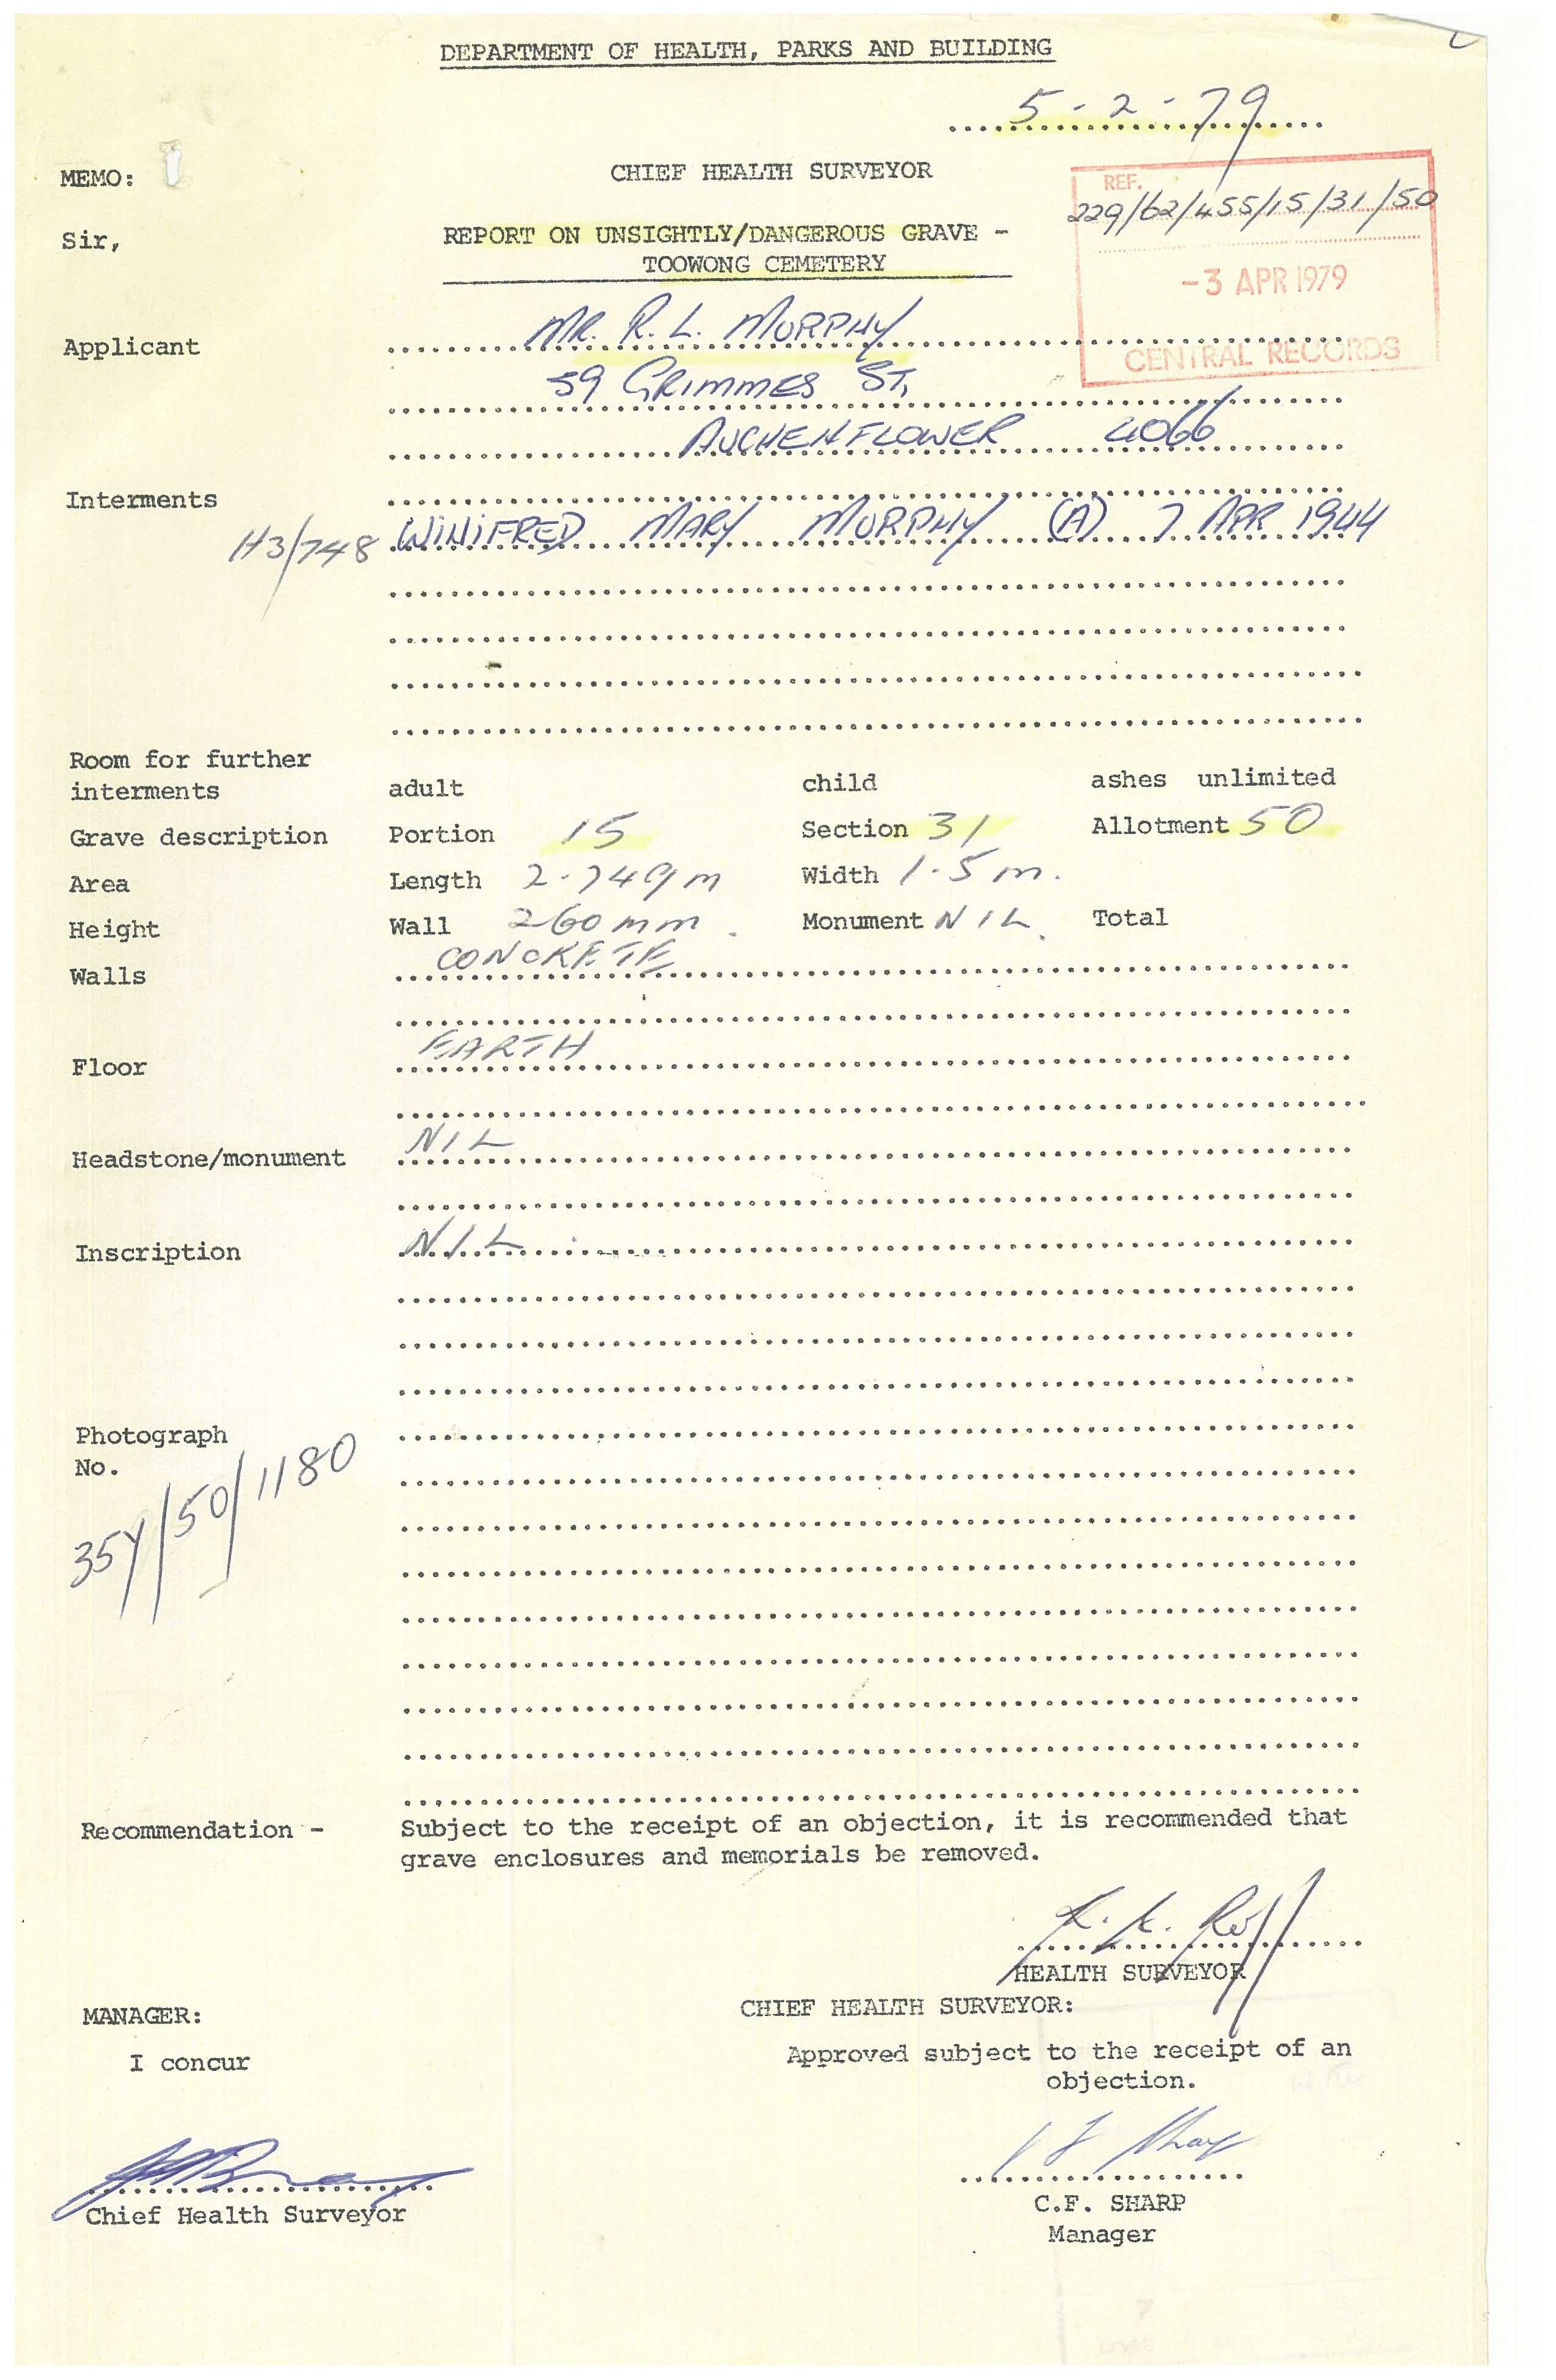 DEPARTMENT OF HEALTH, PARKS AND BUILDING
5-2-79
MEMO: CHIEF HEALTH SURVEYOR
REF.
229/62/455/15/31/50
Sir, REPORT ON UNSIGHTLY/DANGEROUS GRAVE -
TOOWONG CEMETERY
-3 APR 1979
CENTRAL RECORDS
Applicant MR. R. L. MURPHY
59 GRIMMES ST,
AUCHENFLOWER 4066
Interments
H3/748 WINIFRED MARY MURPHY (A) 7 APR 1944
Room for further
interments adult child ashes unlimited
Grave description Portion 15 Section 31 Allotment 50
Area Length 2.749 m Width 1.5 m.
Height Wall 260 mm. Monument NIL. Total
Walls CONCRETE
Floor EARTH
Headstone/monument NIL
Inscription NIL
Photograph
No.
35Y/50/1180
Recommendation - Subject to the receipt of an objection, it is recommended that
grave enclosures and memorials be removed.
HEALTH SURVEYOR
MANAGER: CHIEF HEALTH SURVEYOR:
I concur Approved subject to the receipt of an
objection.
Chief Health Surveyor C.F. SHARP
Manager